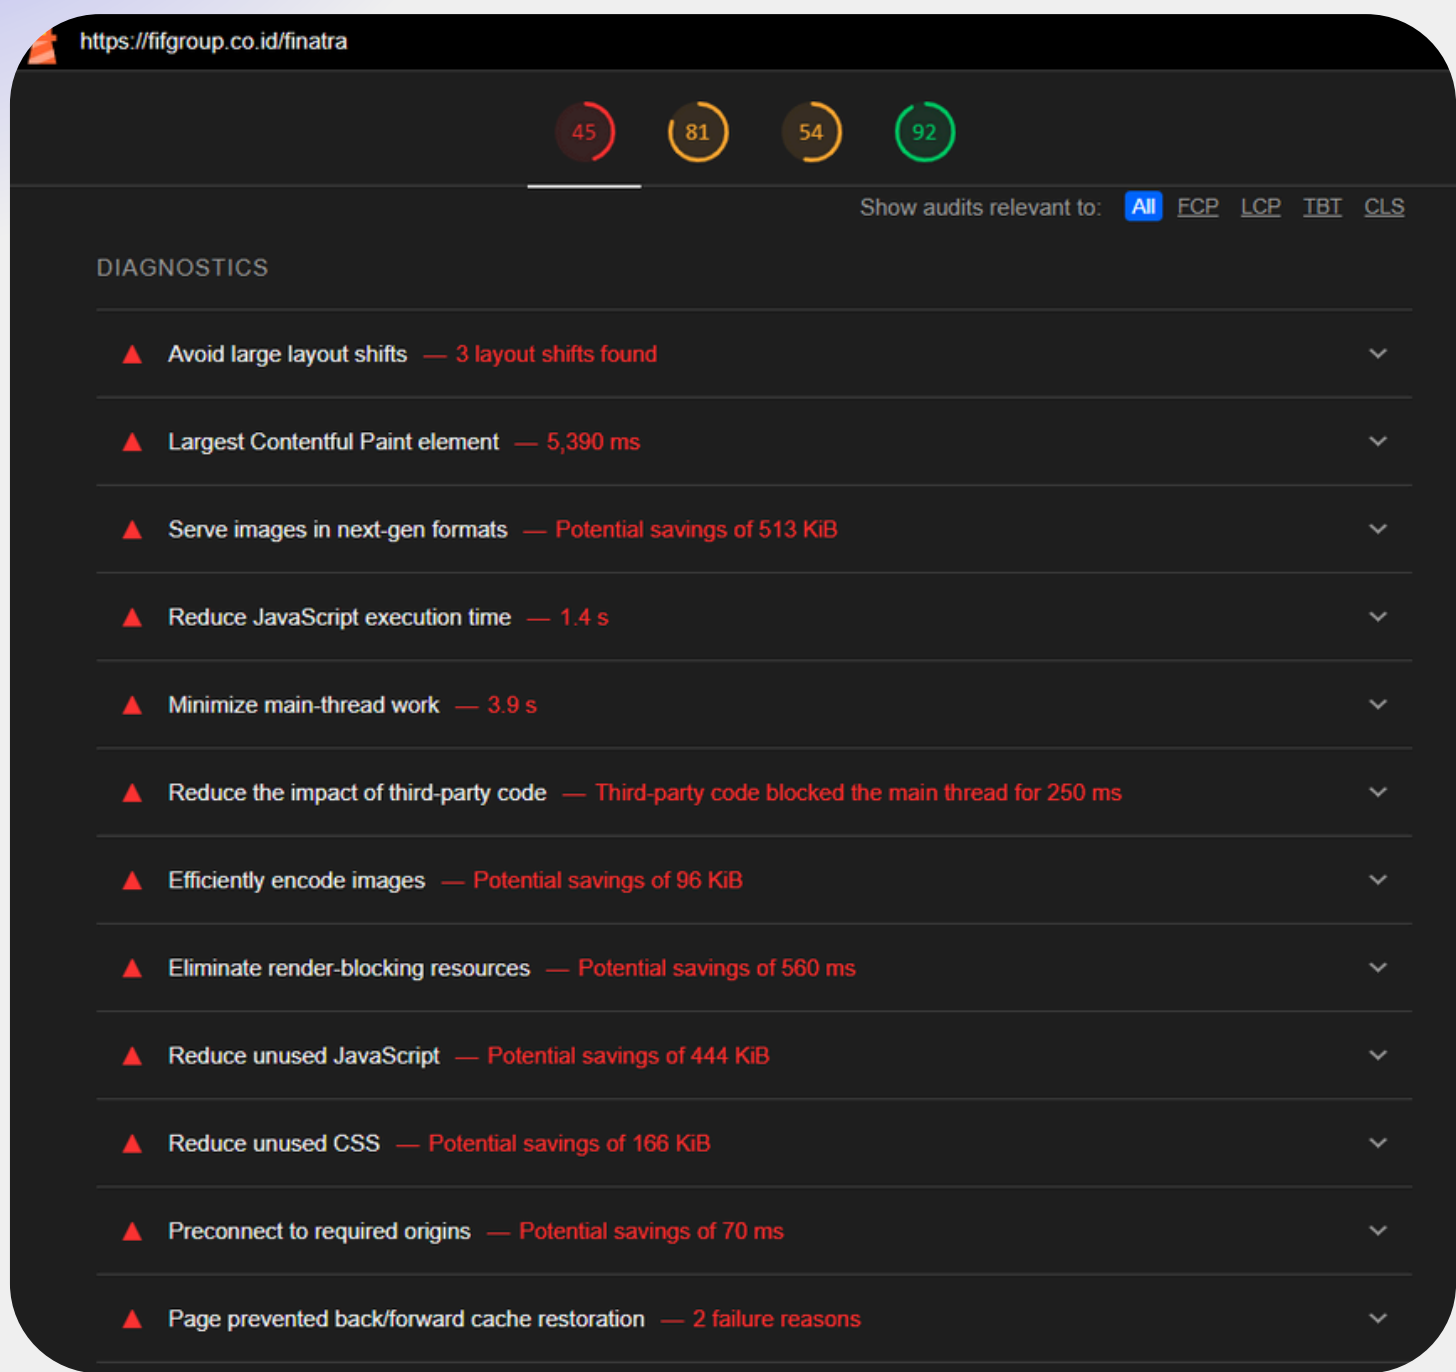 https://fifgroup.co.id/finatra
45 81 54 92
Show audits relevant to: All FCP LCP TBT CLS
DIAGNOSTICS
Avoid large layout shifts — 3 layout shifts found
Largest Contentful Paint element — 5,390 ms
Serve images in next-gen formats — Potential savings of 513 KiB
Reduce JavaScript execution time — 1.4 s
Minimize main-thread work — 3.9 s
Reduce the impact of third-party code — Third-party code blocked the main thread for 250 ms
Efficiently encode images — Potential savings of 96 KiB
Eliminate render-blocking resources — Potential savings of 560 ms
Reduce unused JavaScript — Potential savings of 444 KiB
Reduce unused CSS — Potential savings of 166 KiB
Preconnect to required origins — Potential savings of 70 ms
Page prevented back/forward cache restoration — 2 failure reasons